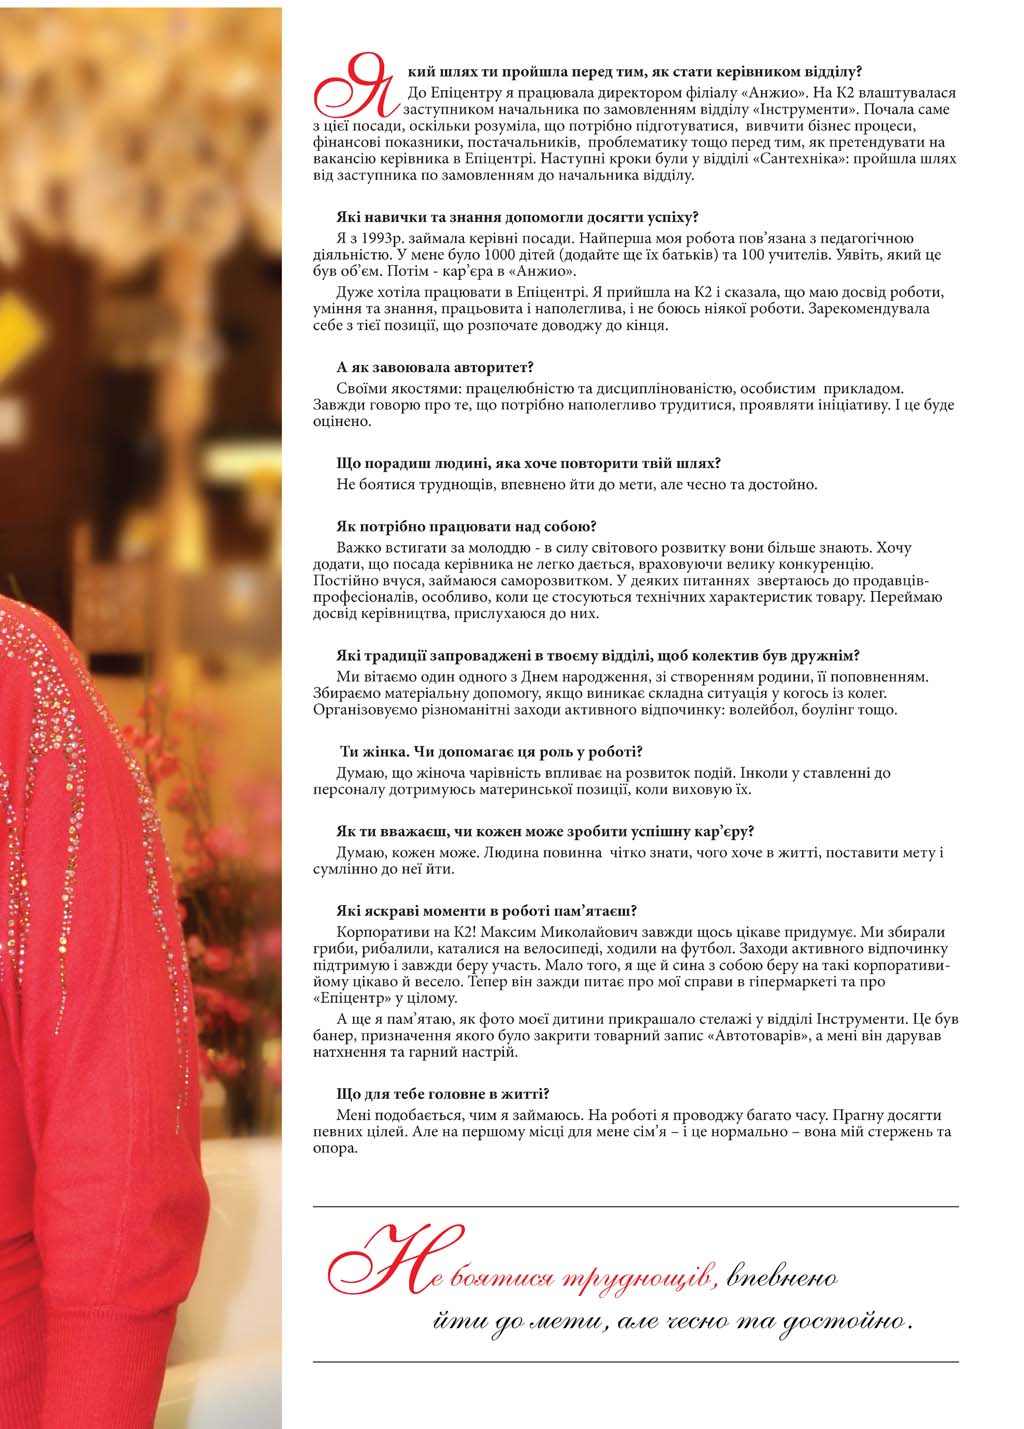 Який шлях ти пройшла перед тим, як стати керівником відділу?
До Епіцентру я працювала директором філіалу «Анжио». На К2 влаштувалася
заступником начальника по замовленням відділу «Інструменти». Почала саме
з цієї посади, оскільки розуміла, що потрібно підготуватися, вивчити бізнес процеси,
фінансові показники, постачальників, проблематику тощо перед тим, як претендувати на
вакансію керівника в Епіцентрі. Наступні кроки були у відділі «Сантехніка»: пройшла шлях
від заступника по замовленням до начальника відділу.
Які навички та знання допомогли досягти успіху?
Я з 1993р. займала керівні посади. Найперша моя робота пов’язана з педагогічною
діяльністю. У мене було 1000 дітей (додайте ще їх батьків) та 100 учителів. Уявіть, який це
був об’єм. Потім - кар’єра в «Анжио».
Дуже хотіла працювати в Епіцентрі. Я прийшла на К2 і сказала, що маю досвід роботи,
уміння та знання, працьовита і наполеглива, і не боюсь ніякої роботи. Зарекомендувала
себе з тієї позиції, що розпочате доводжу до кінця.
А як завоювала авторитет?
Своїми якостями: працелюбністю та дисциплінованістю, особистим прикладом.
Завжди говорю про те, що потрібно наполегливо трудитися, проявляти ініціативу. І це буде
оцінено.
Що порадиш людині, яка хоче повторити твій шлях?
Не боятися труднощів, впевнено йти до мети, але чесно та достойно.
Як потрібно працювати над собою?
Важко встигати за молоддю - в силу світового розвитку вони більше знають. Хочу
додати, що посада керівника не легко дається, враховуючи велику конкуренцію.
Постійно вчуся, займаюся саморозвитком. У деяких питаннях звертаюсь до продавців-
професіоналів, особливо, коли це стосуються технічних характеристик товару. Переймаю
досвід керівництва, прислухаюся до них.
Які традиції запроваджені в твоєму відділі, щоб колектив був дружнім?
Ми вітаємо один одного з Днем народження, зі створенням родини, її поповненням.
Збираємо матеріальну допомогу, якщо виникає складна ситуація у когось із колег.
Організовуємо різноманітні заходи активного відпочинку: волейбол, боулінг тощо.
Ти жінка. Чи допомагає ця роль у роботі?
Думаю, що жіноча чарівність впливає на розвиток подій. Інколи у ставленні до
персоналу дотримуюсь материнської позиції, коли виховую їх.
Як ти вважаєш, чи кожен може зробити успішну кар’єру?
Думаю, кожен може. Людина повинна чітко знати, чого хоче в житті, поставити мету і
сумлінно до неї йти.
Які яскраві моменти в роботі пам’ятаєш?
Корпоративи на К2! Максим Миколайович завжди щось цікаве придумує. Ми збирали
гриби, рибалили, каталися на велосипеді, ходили на футбол. Заходи активного відпочинку
підтримую і завжди беру участь. Мало того, я ще й сина з собою беру на такі корпоративи-
йому цікаво й весело. Тепер він зажди питає про мої справи в гіпермаркеті та про
«Епіцентр» у цілому.
А ще я пам’ятаю, як фото моєї дитини прикрашало стелажі у відділі Інструменти. Це був
банер, призначення якого було закрити товарний запис «Автотоварів», а мені він дарував
натхнення та гарний настрій.
Що для тебе головне в житті?
Мені подобається, чим я займаюсь. На роботі я проводжу багато часу. Прагну досягти
певних цілей. Але на першому місці для мене сім’я – і це нормально – вона мій стержень та
опора.
Не боятися труднощів, впевнено
йти до мети, але чесно та достойно.